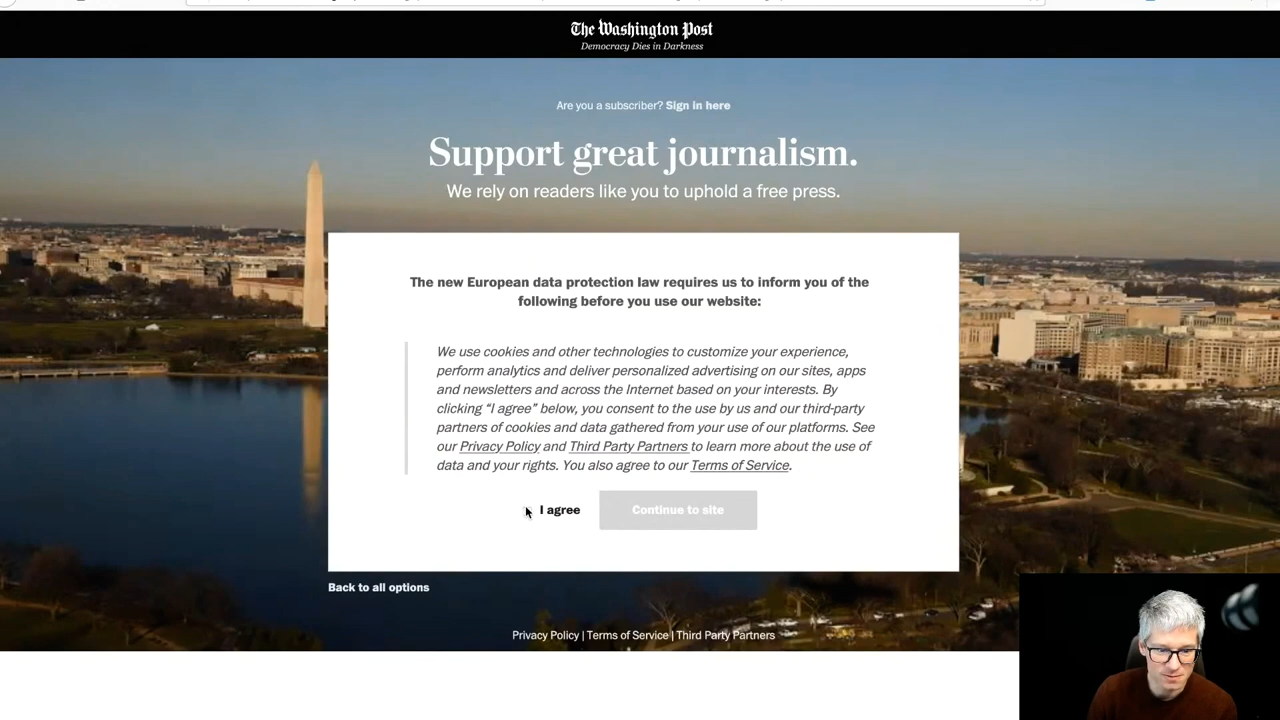 The Washington Post
Democracy Dies in Darkness
Are you a subscriber? Sign in here
Support great journalism.
We rely on readers like you to uphold a free press.
The new European data protection law requires us to inform you of the
following before you use our website:
We use cookies and other technologies to customize your experience,
perform analytics and deliver personalized advertising on our sites, apps
and newsletters and across the Internet based on your interests. By
clicking “I agree” below, you consent to the use by us and our third-party
partners of cookies and data gathered from your use of our platforms. See
our Privacy Policy and Third Party Partners to learn more about the use of
data and your rights. You also agree to our Terms of Service.
I agree
Continue to site
Back to all options
Privacy Policy | Terms of Service | Third Party Partners